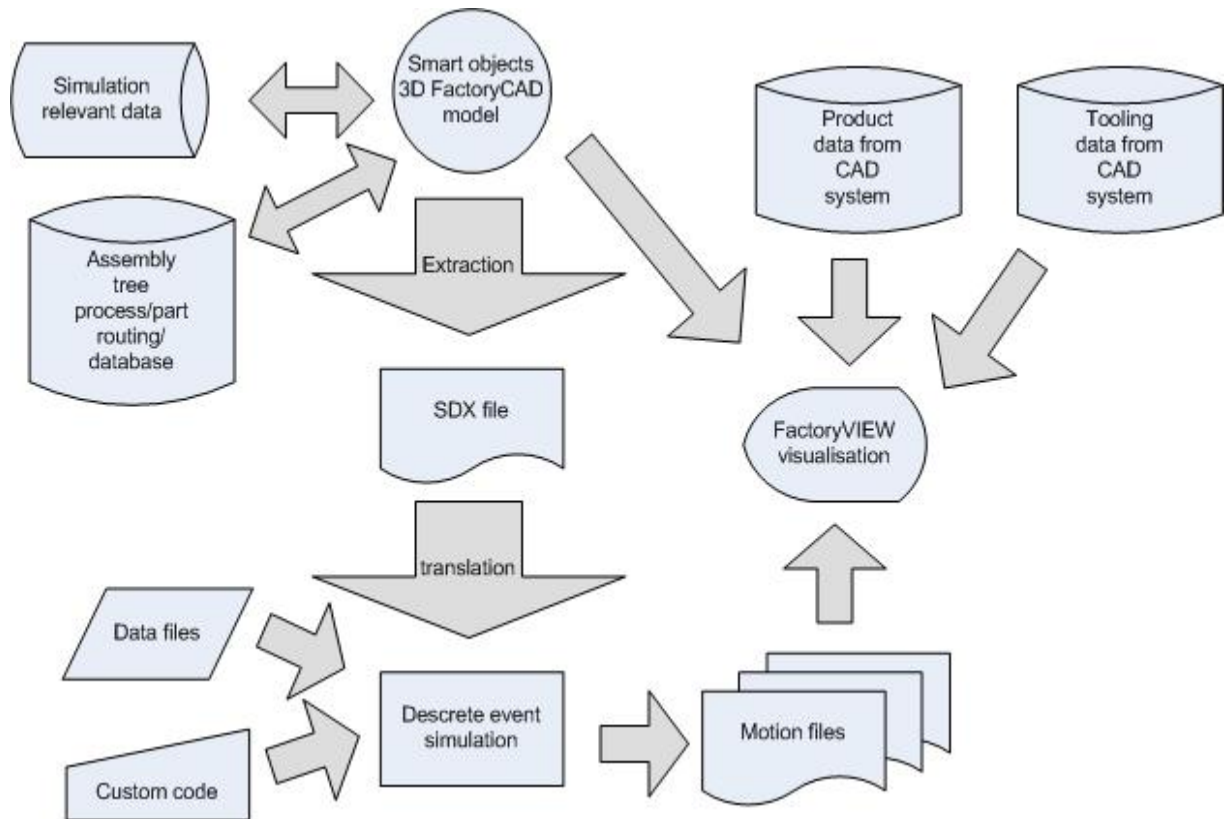 Simulation
relevant data
Smart objects
3D FactoryCAD
model
Product
data from
CAD
system
Tooling
data from
CAD
system
Assembly
tree
process/part
routing/
database
Extraction
SDX file
FactoryVIEW
visualisation
translation
Data files
Descrete event
simulation
Motion files
Custom code